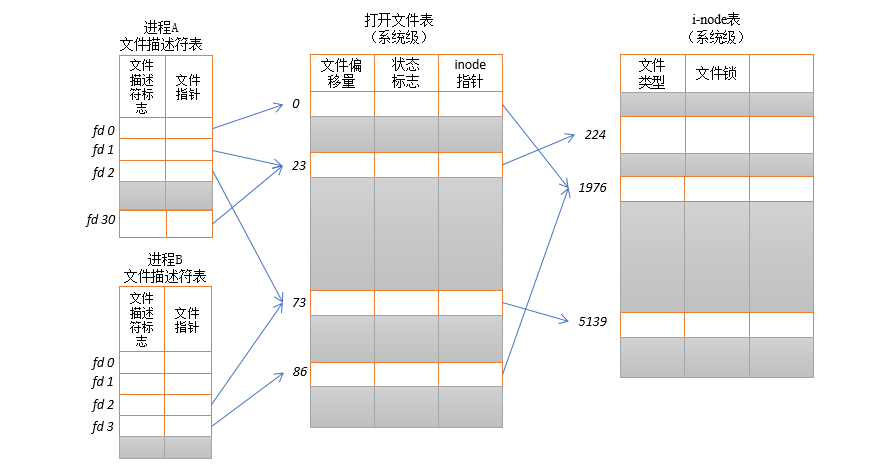 进程A
文件描述符表
文件
描述
符标
志
文件
指针
fd 0
fd 1
fd 2
fd 30
进程B
文件描述符表
文件
描述
符标
志
文件
指针
fd 0
fd 1
fd 2
fd 3
打开文件表
（系统级）
文件偏
移量
状态
标志
inode
指针
0
23
73
86
i-node表
（系统级）
文件
类型
文件锁
224
1976
5139